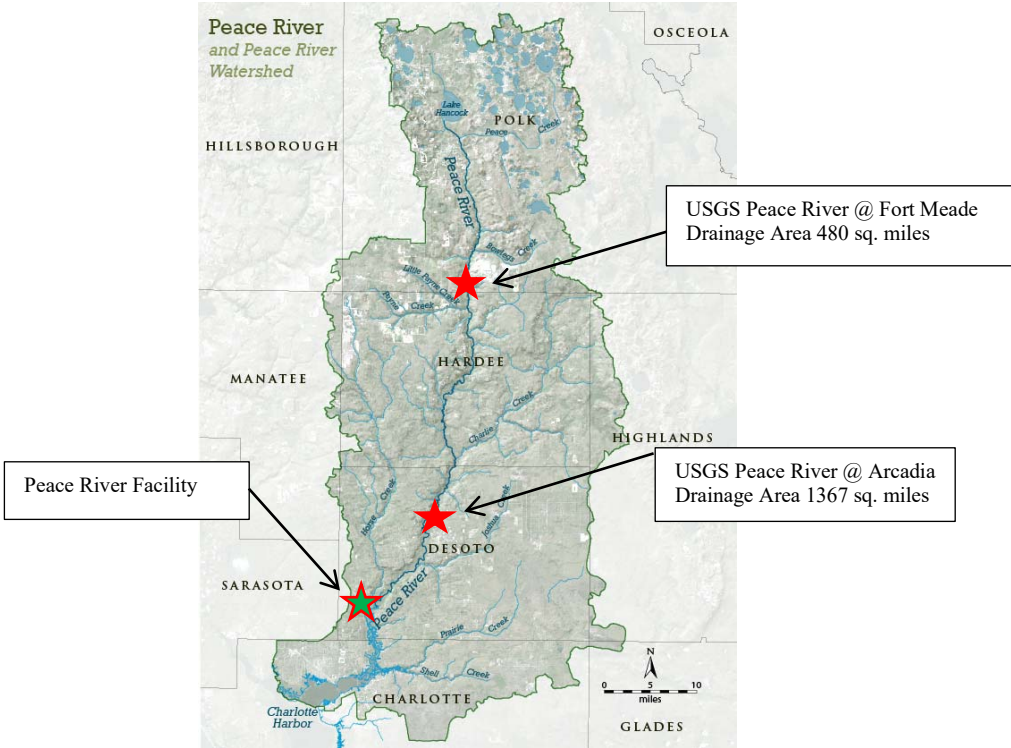 Peace River
and Peace River
Watershed
OSCEOLA
Lake
Hancock
POLK
Peace Creek
HILLSBOROUGH
Peace River
USGS Peace River @ Fort Meade
Drainage Area 480 sq. miles
Bowlegs Creek
Little Payne Creek
Payne Creek
HARDEE
MANATEE
Charlie Creek
HIGHLANDS
Peace River Facility
USGS Peace River @ Arcadia
Drainage Area 1367 sq. miles
Horse Creek
Joshua Creek
DESOTO
SARASOTA
Peace River
Prairie Creek
N
Shell Creek
0 5 10
miles
CHARLOTTE
Charlotte
Harbor
GLADES